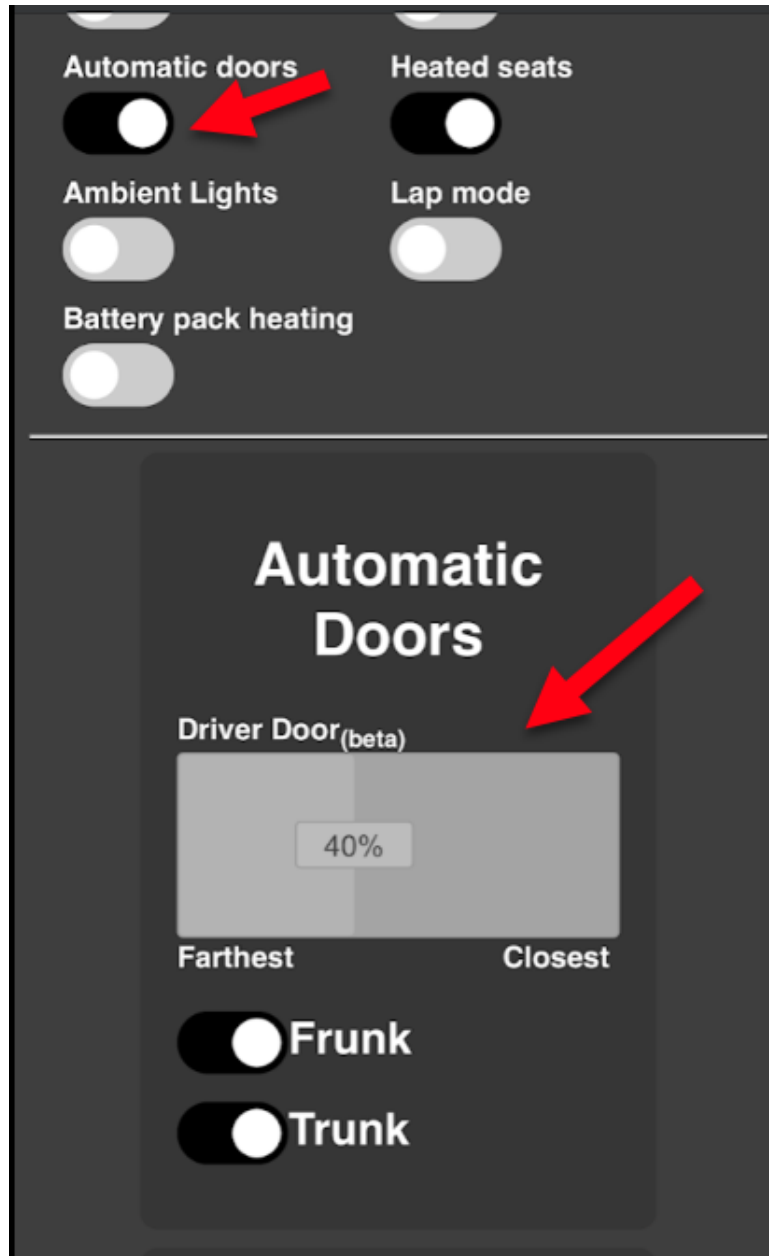 Automatic doors
Heated seats
Ambient Lights
Lap mode
Battery pack heating
Automatic
Doors
Driver Door(beta)
40%
Farthest
Closest
Frunk
Trunk